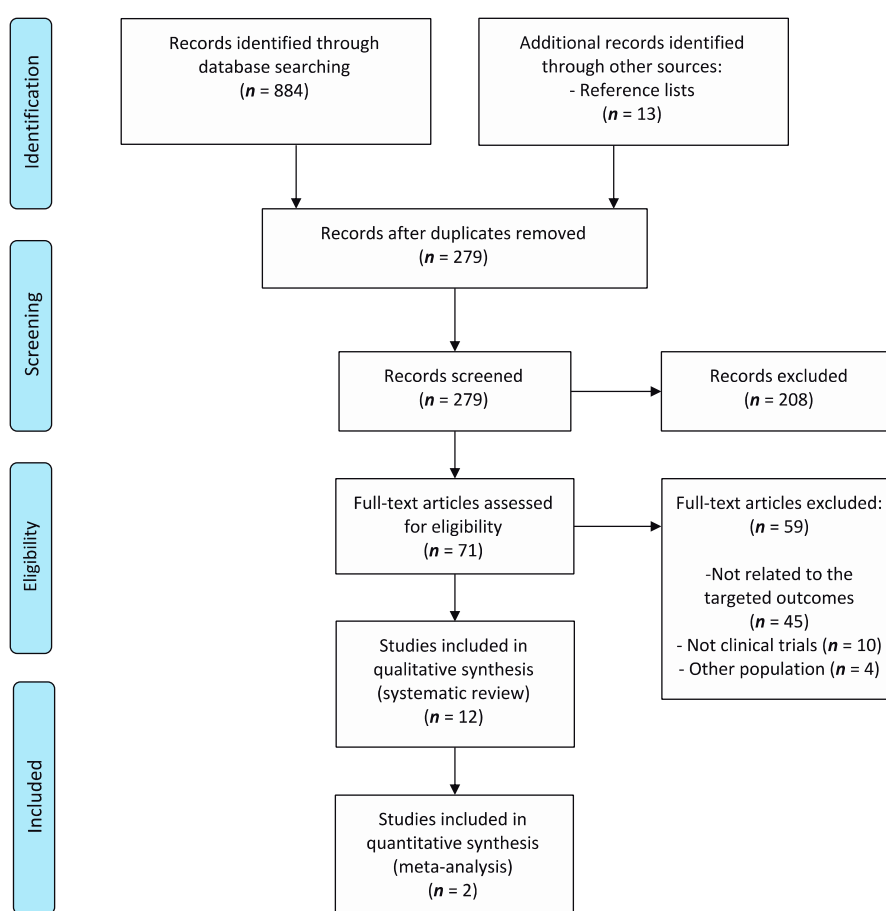 Identification
Records identified through
database searching
(n = 884)
Additional records identified
through other sources:
- Reference lists
(n = 13)
Records after duplicates removed
(n = 279)
Screening
Records screened
(n = 279)
Records excluded
(n = 208)
Eligibility
Full-text articles assessed
for eligibility
(n = 71)
Full-text articles excluded:
(n = 59)
-Not related to the
targeted outcomes
(n = 45)
- Not clinical trials (n = 10)
- Other population (n = 4)
Studies included in
qualitative synthesis
(systematic review)
(n = 12)
Included
Studies included in
quantitative synthesis
(meta-analysis)
(n = 2)